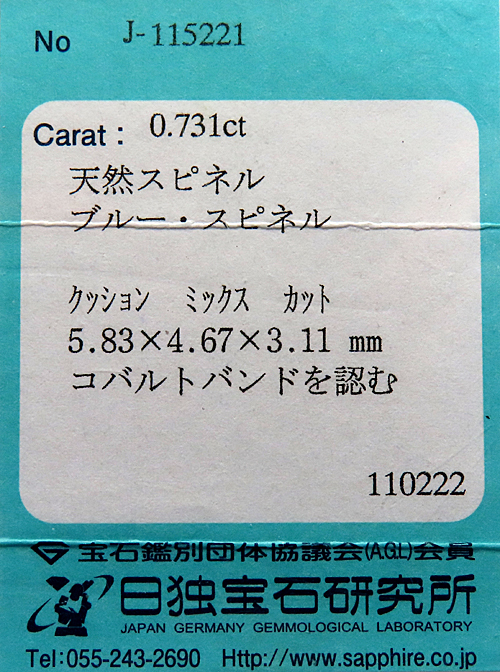 No J-115221
Carat: 0.731ct
天然スピネル
ブルー・スピネル
クッション ミックス カット
5.83×4.67×3.11 mm
コバルトバンドを認む
110222
宝石鑑別団体協議会(A.G.L)会員
日独宝石研究所
JAPAN GERMANY GEMMOLOGICAL LABORATORY
Tel:055-243-2690 Http://www.sapphire.co.jp